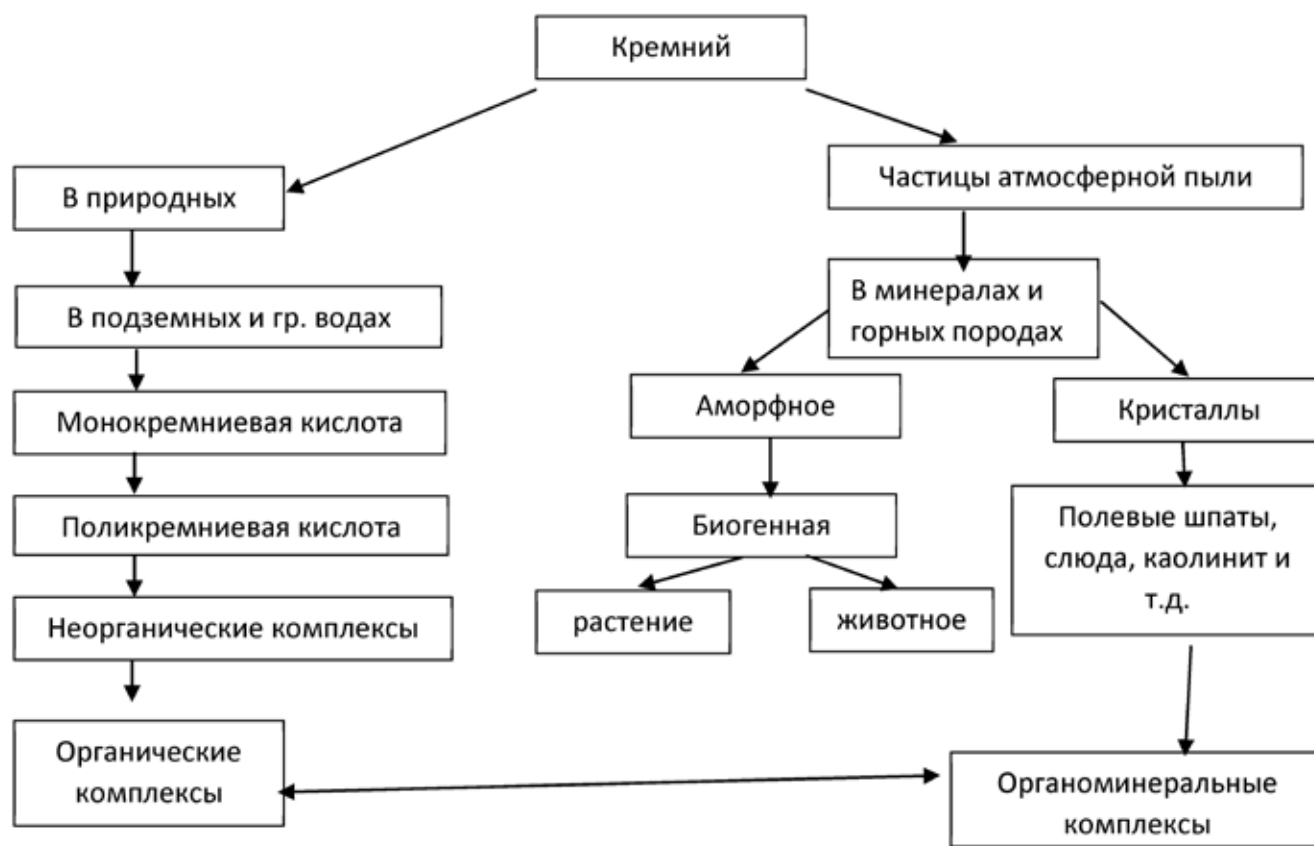 Кремний
В природных
Частицы атмосферной пыли
В подземных и гр. водах
В минералах и
горных породах
Монокремниевая кислота
Аморфное
Кристаллы
Поликремниевая кислота
Биогенная
Полевые шпаты,
слюда, каолинит и
т.д.
Неорганические комплексы
растение
животное
Органические
комплексы
Органоминеральные
комплексы